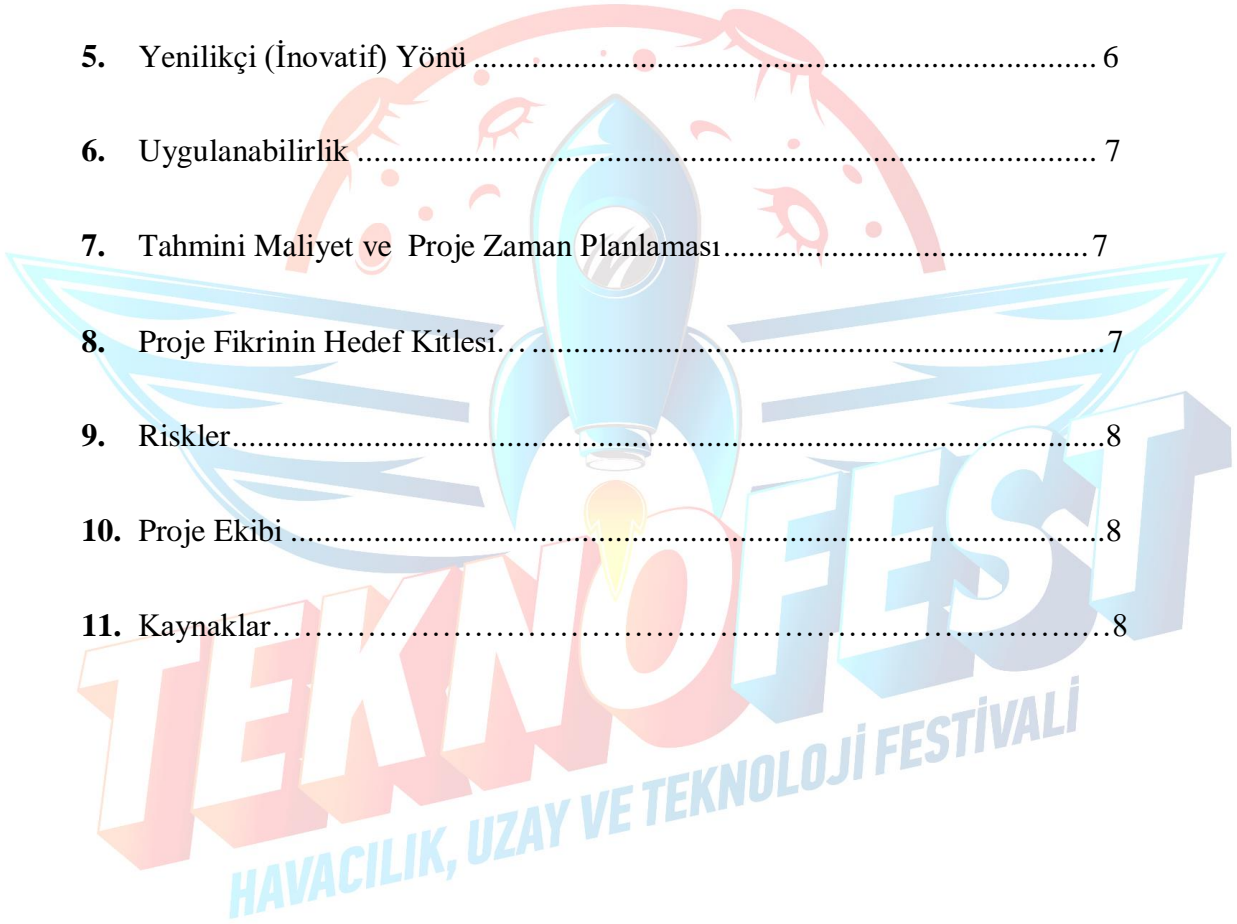 5. Yenilikçi (İnovatif) Yönü ........................................................................ 6
6. Uygulanabilirlik ...................................................................................... 7
7. Tahmini Maliyet ve  Proje Zaman Planlaması .......................................... 7
8. Proje Fikrinin Hedef Kitlesi… ..................................................................7
9. Riskler.....................................................................................................8
10. Proje Ekibi ..............................................................................................8
11. Kaynaklar…………………………………………………………………………..…8
TEKNOFEST
HAVACILIK, UZAY VE TEKNOLOJİ FESTİVALİ